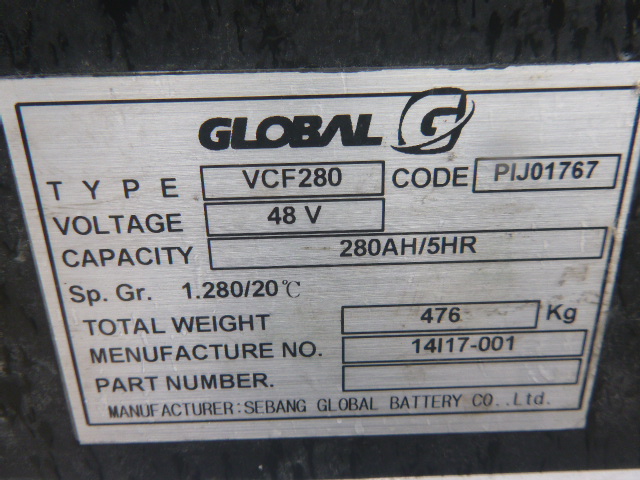 GLOBAL G
TYPE VCF280 CODE PIJ01767
VOLTAGE 48 V
CAPACITY 280AH/5HR
Sp. Gr. 1.280/20℃
TOTAL WEIGHT 476 Kg
MENUFACTURE NO. 14I17-001
PART NUMBER.
MANUFACTURER:SEBANG GLOBAL BATTERY CO..Ltd.